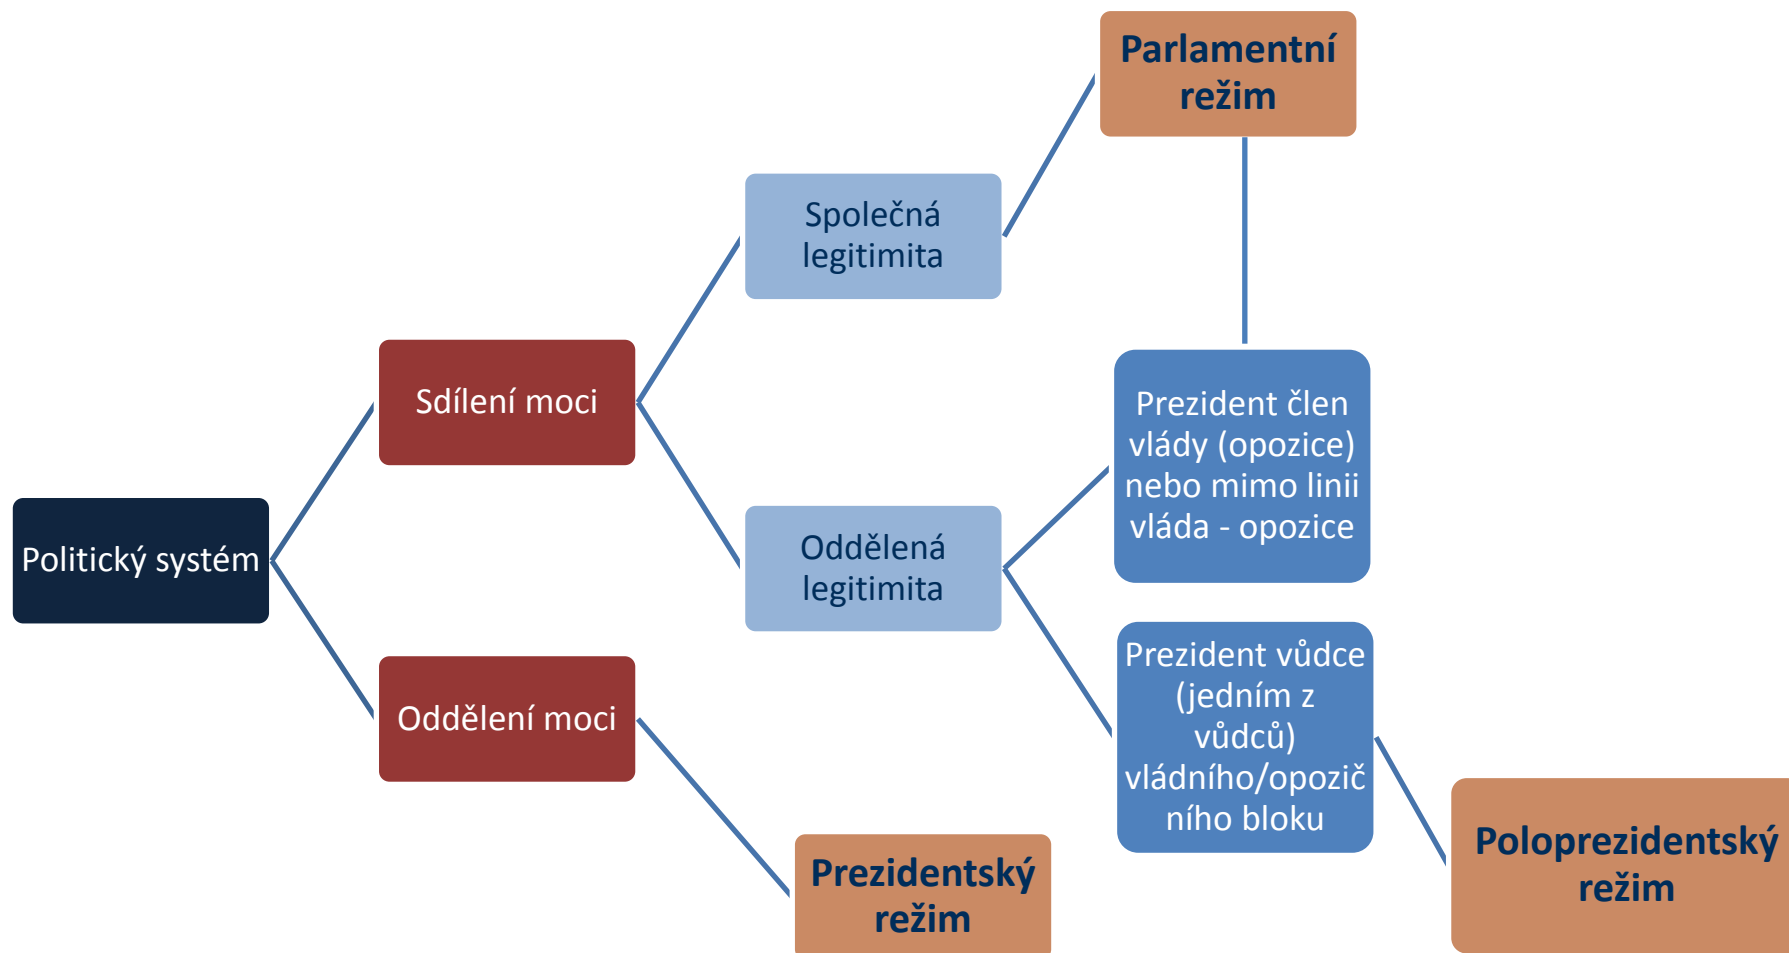 Parlamentní
režim
Společná
legitimita
Sdílení moci
Prezident člen
vlády (opozice)
nebo mimo linii
vláda - opozice
Politický systém
Oddělená
legitimita
Oddělení moci
Prezident vůdce
(jedním z
vůdců)
vládního/opozič
ního bloku
Prezidentský
režim
Poloprezidentský
režim